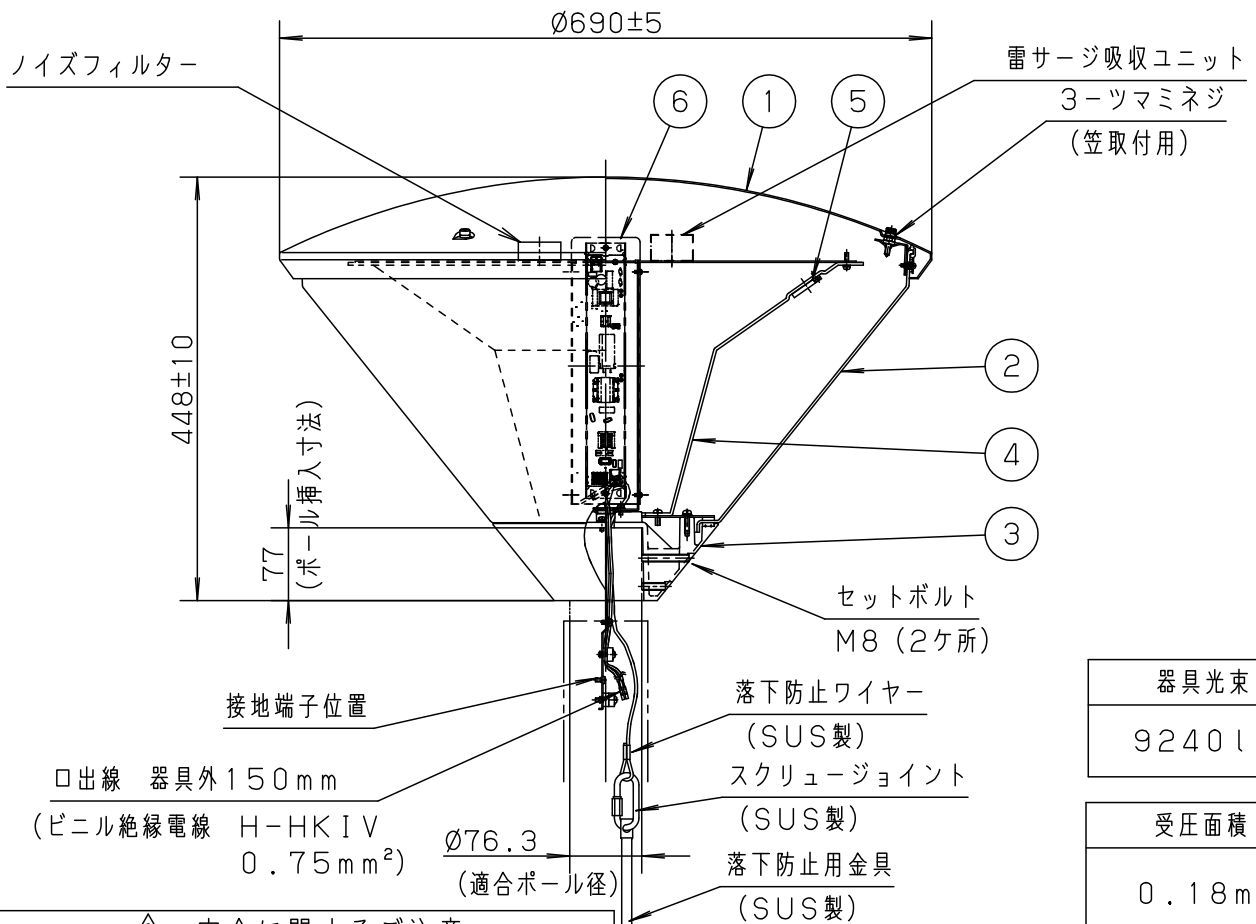 Ø690±5
ノイズフィルター
雷サージ吸収ユニット
3-ツマミネジ
(笠取付用)
6
1
5
448±10
2
4
77
(ポール挿入寸法)
3
セットボルト
M8 (2ケ所)
接地端子位置
落下防止ワイヤー
(SUS製)
器具光束
9240l
口出線 器具外150mm
(ビニル絶縁電線 H-HKIV
0.75mm²)
スクリュージョイント
(SUS製)
受圧面積
0.18m
Ø76.3
(適合ポール径)
落下防止用金具
(SUS製)